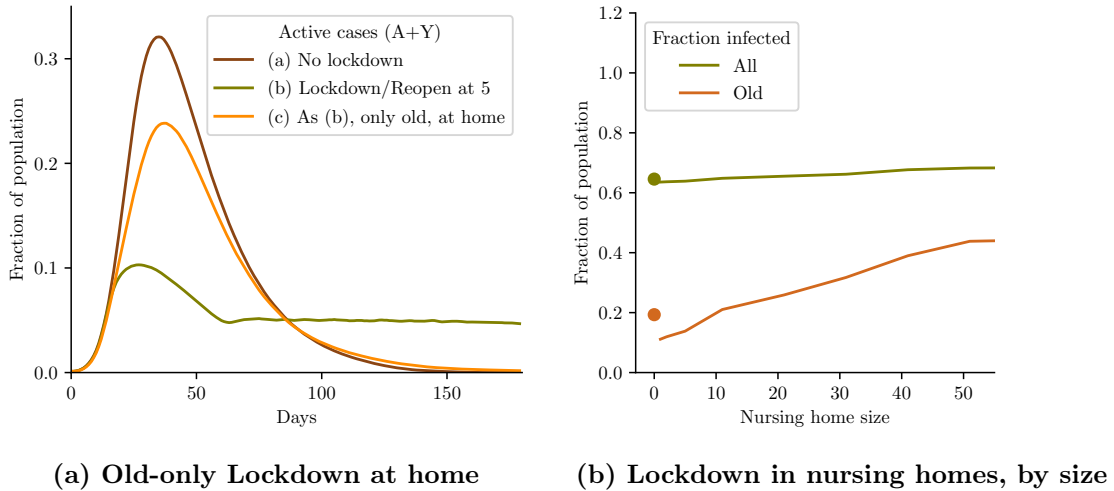 0.3
0.2
0.1
0.0
Fraction of population
0
50
100
150
Days
Active cases (A+Y)
(a) No lockdown
(b) Lockdown/Reopen at 5
(c) As (b), only old, at home
(a) Old-only Lockdown at home
1.2
1.0
0.8
0.6
0.4
0.2
0.0
Fraction of population
0
10
20
30
40
50
Nursing home size
Fraction infected
All
Old
(b) Lockdown in nursing homes, by size